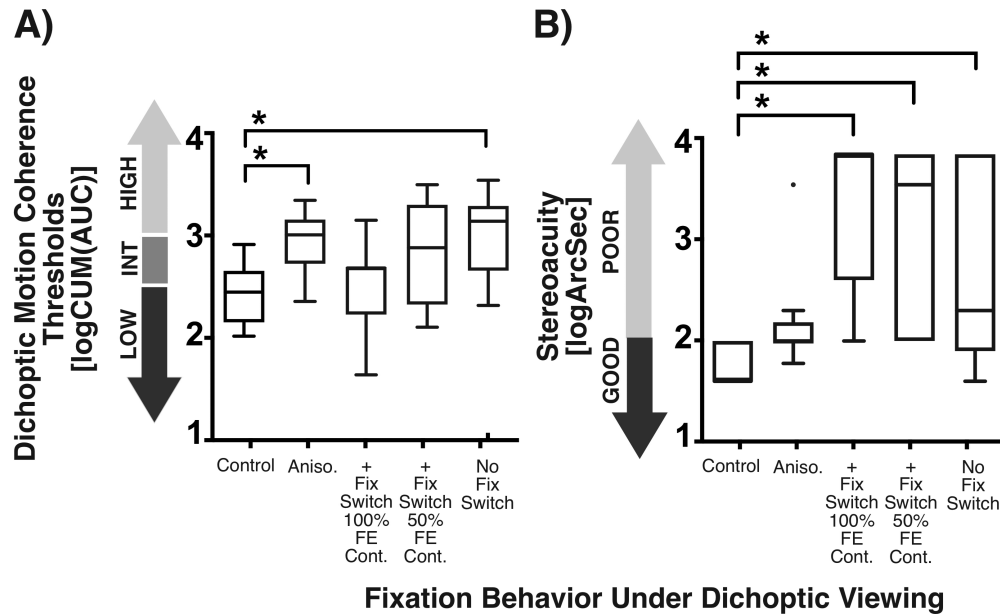 A)
Dichoptic Motion Coherence
Thresholds
[logCUM(AUC)]
HIGH
INT
LOW
4
3
2
1
*
*
Control
Aniso.
+
Fix
Switch
100%
FE
Cont.
+
Fix
Switch
50%
FE
Cont.
No
Fix
Switch
B)
Stereoacuity
[logArcSec]
POOR
GOOD
4
3
2
1
*
*
*
Control
Aniso.
+
Fix
Switch
100%
FE
Cont.
+
Fix
Switch
50%
FE
Cont.
No
Fix
Switch
Fixation Behavior Under Dichoptic Viewing